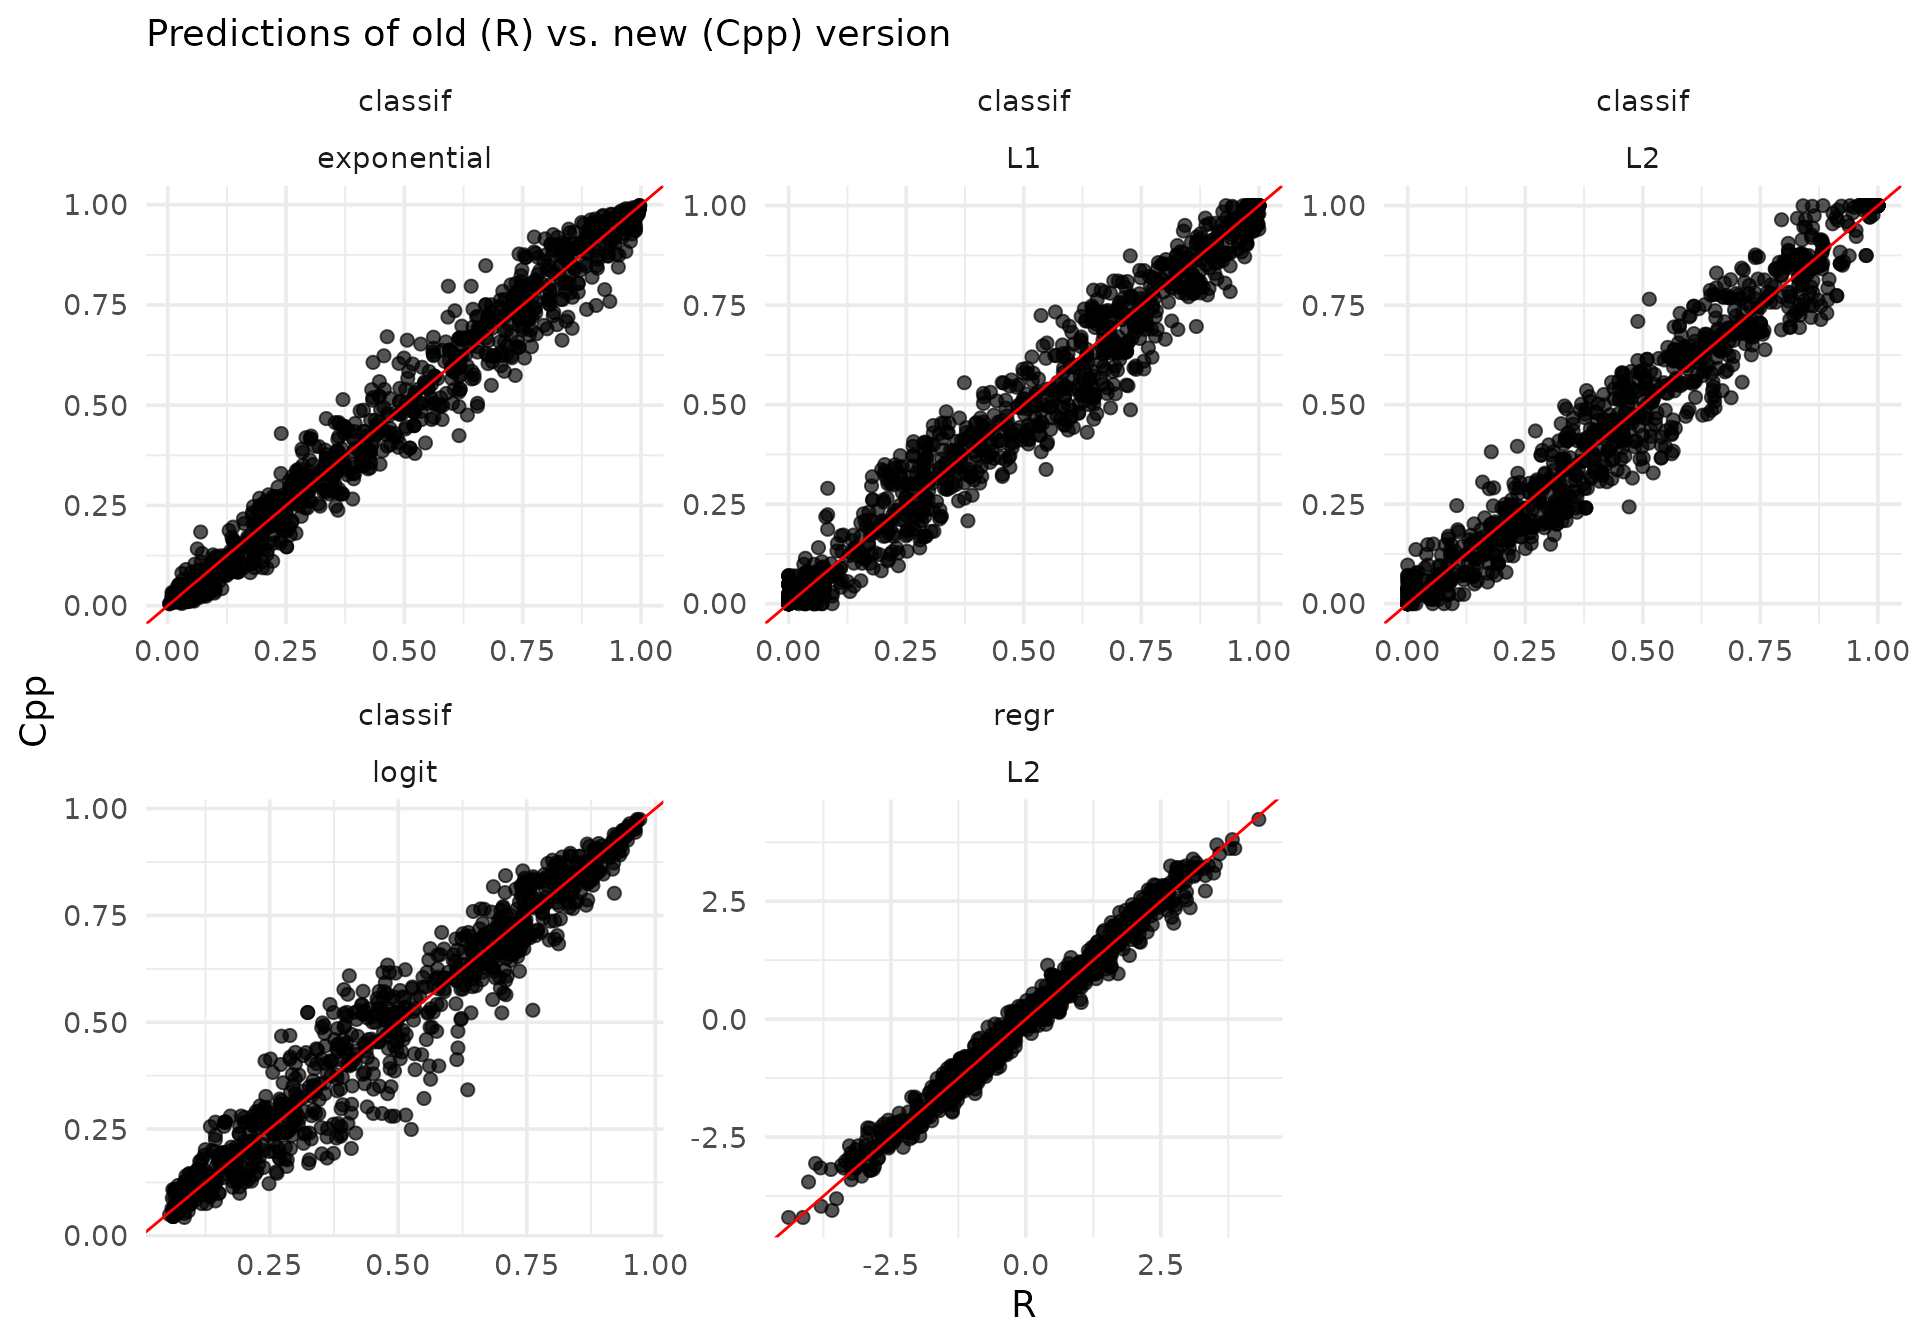 Predictions of old (R) vs. new (Cpp) version
classif classif classif
exponential L1 L2
1.00 1.00 1.00
0.75 0.75 0.75
0.50 0.50 0.50
0.25 0.25 0.25
0.00 0.00 0.00
0.00 0.25 0.50 0.75 1.00 0.00 0.25 0.50 0.75 1.00 0.00 0.25 0.50 0.75 1.00
Cpp
classif regr
logit L2
1.00
0.75 2.5
0.50 0.0
0.25 -2.5
0.00
0.25 0.50 0.75 1.00 -2.5 0.0 2.5
R